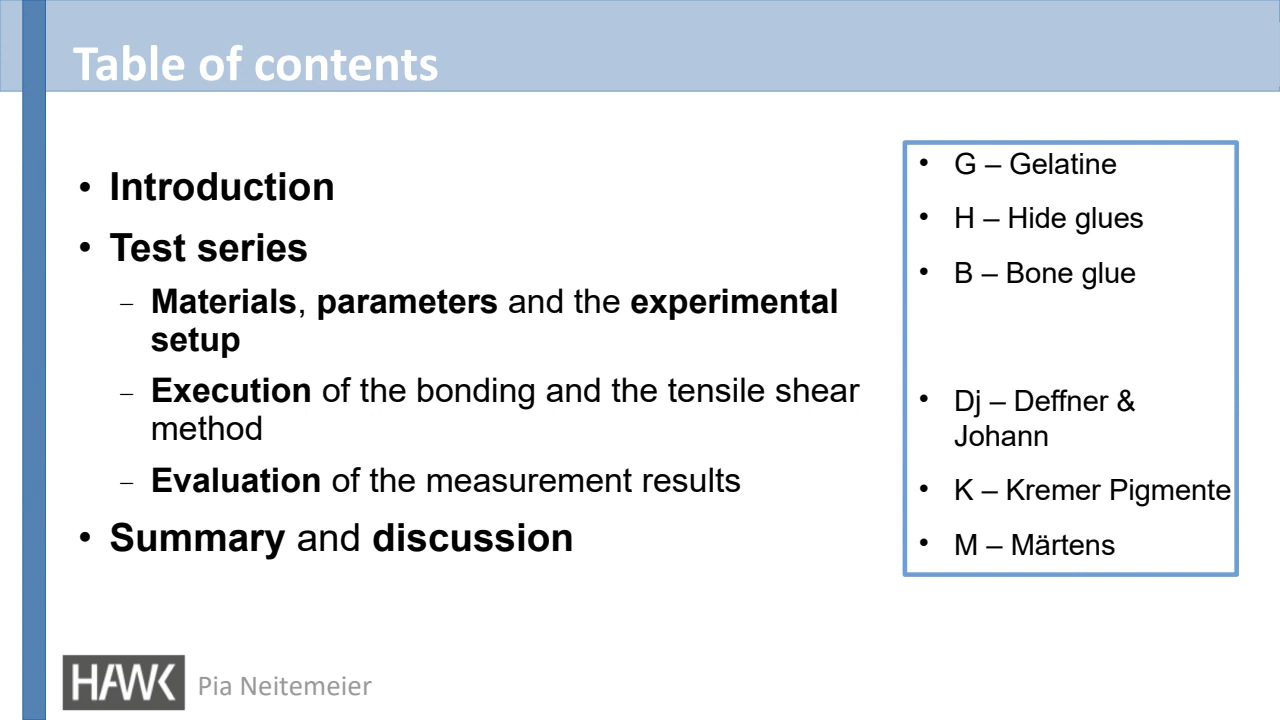 Table of contents
• Introduction
• Test series
– Materials, parameters and the experimental
setup
– Execution of the bonding and the tensile shear
method
– Evaluation of the measurement results
• Summary and discussion
• G – Gelatine
• H – Hide glues
• B – Bone glue
• Dj – Deffner &
Johann
• K – Kremer Pigmente
• M – Märtens
HAWK
Pia Neitemeier